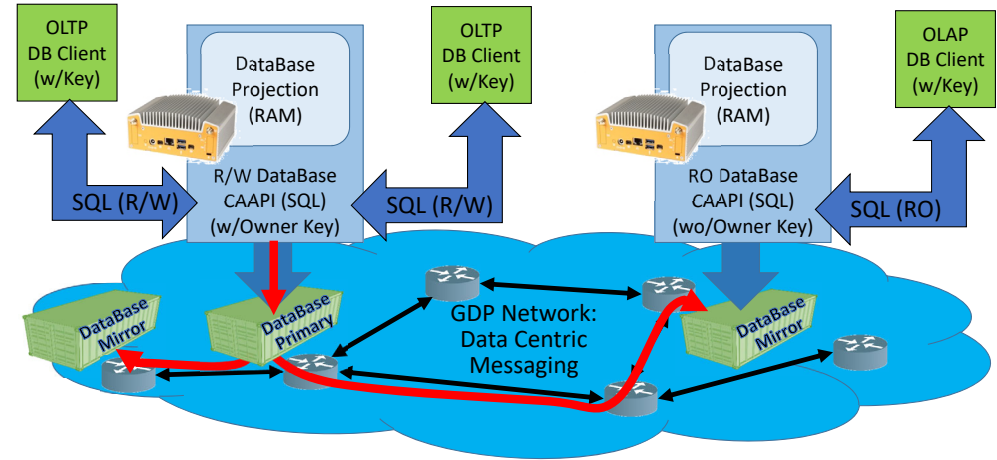 OLTP
DB Client
(w/Key)
DataBase
Projection
(RAM)
R/W DataBase
CAAPI (SQL)
(w/Owner Key)
SQL (R/W)
OLTP
DB Client
(w/Key)
SQL (R/W)
DataBase
Projection
(RAM)
RO DataBase
CAAPI (SQL)
(wo/Owner Key)
OLAP
DB Client
(w/Key)
SQL (RO)
DataBase
Mirror
DataBase
Primary
GDP Network:
Data Centric
Messaging
DataBase
Mirror